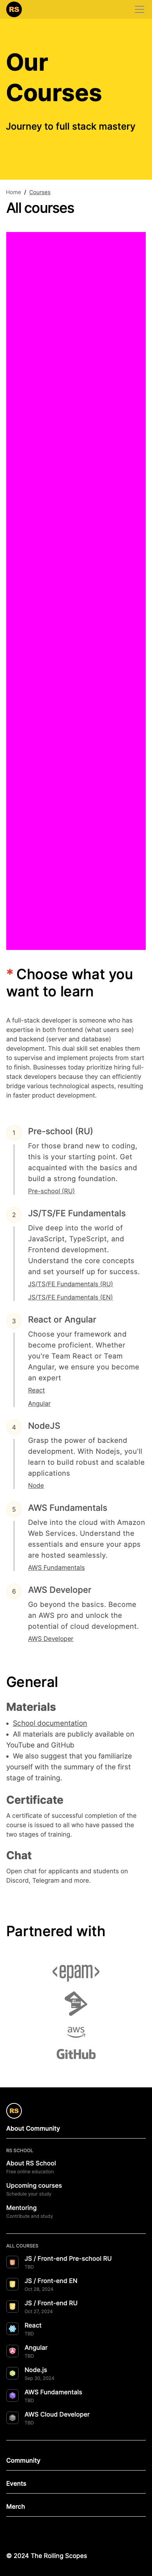 RS
Our
Courses
Journey to full stack mastery
Home / Courses
All courses
* Choose what you
want to learn
A full-stack developer is someone who has
expertise in both frontend (what users see)
and backend (server and database)
development. This dual skill set enables them
to supervise and implement projects from start
to finish. Businesses today prioritize hiring full-
stack developers because they can efficiently
bridge various technological aspects, resulting
in faster product development.
1
Pre-school (RU)
For those brand new to coding,
this is your starting point. Get
acquainted with the basics and
build a strong foundation.
Pre-school (RU)
2
JS/TS/FE Fundamentals
Dive deep into the world of
JavaScript, TypeScript, and
Frontend development.
Understand the core concepts
and set yourself up for success.
JS/TS/FE Fundamentals (RU)
JS/TS/FE Fundamentals (EN)
3
React or Angular
Choose your framework and
become proficient. Whether
you're Team React or Team
Angular, we ensure you become
an expert
React
Angular
4
NodeJS
Grasp the power of backend
development. With Nodejs, you'll
learn to build robust and scalable
applications
Node
5
AWS Fundamentals
Delve into the cloud with Amazon
Web Services. Understand the
essentials and ensure your apps
are hosted seamlessly.
AWS Fundamentals
6
AWS Developer
Go beyond the basics. Become
an AWS pro and unlock the
potential of cloud development.
AWS Developer
General
Materials
• School documentation
• All materials are publicly available on
YouTube and GitHub
• We also suggest that you familiarize
yourself with the summary of the first
stage of training.
Certificate
A certificate of successful completion of the
course is issued to all who have passed the
two stages of training.
Chat
Open chat for applicants and students on
Discord, Telegram and more.
Partnered with
<epam>
aws
GitHub
RS
About Community
RS SCHOOL
About RS School
Free online education
Upcoming courses
Schedule your study
Mentoring
Contribute and assist
ALL COURSES
JS / Front-end Pre-school RU
TBD
JS / Front-end EN
Oct 28, 2024
JS / Front-end RU
Oct 27, 2024
React
TBD
Angular
TBD
Node.js
Sep 30, 2024
AWS Fundamentals
TBD
AWS Cloud Developer
TBD
Community
Events
Merch
© 2024 The Rolling Scopes